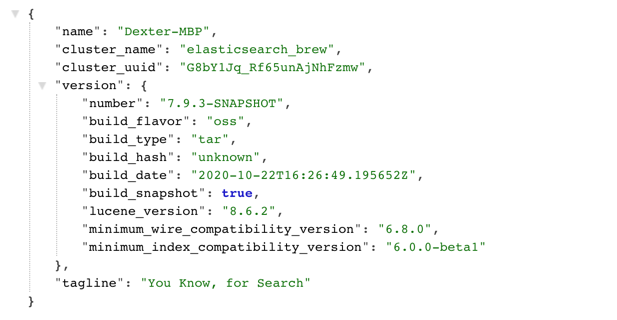 {
"name": "Dexter-MBP",
"cluster_name": "elasticsearch_brew",
"cluster_uuid": "G8bY1Jq_Rf65unAjNhFzmw",
"version": {
"number": "7.9.3-SNAPSHOT",
"build_flavor": "oss",
"build_type": "tar",
"build_hash": "unknown",
"build_date": "2020-10-22T16:26:49.195652Z",
"build_snapshot": true,
"lucene_version": "8.6.2",
"minimum_wire_compatibility_version": "6.8.0",
"minimum_index_compatibility_version": "6.0.0-beta1"
},
"tagline": "You Know, for Search"
}